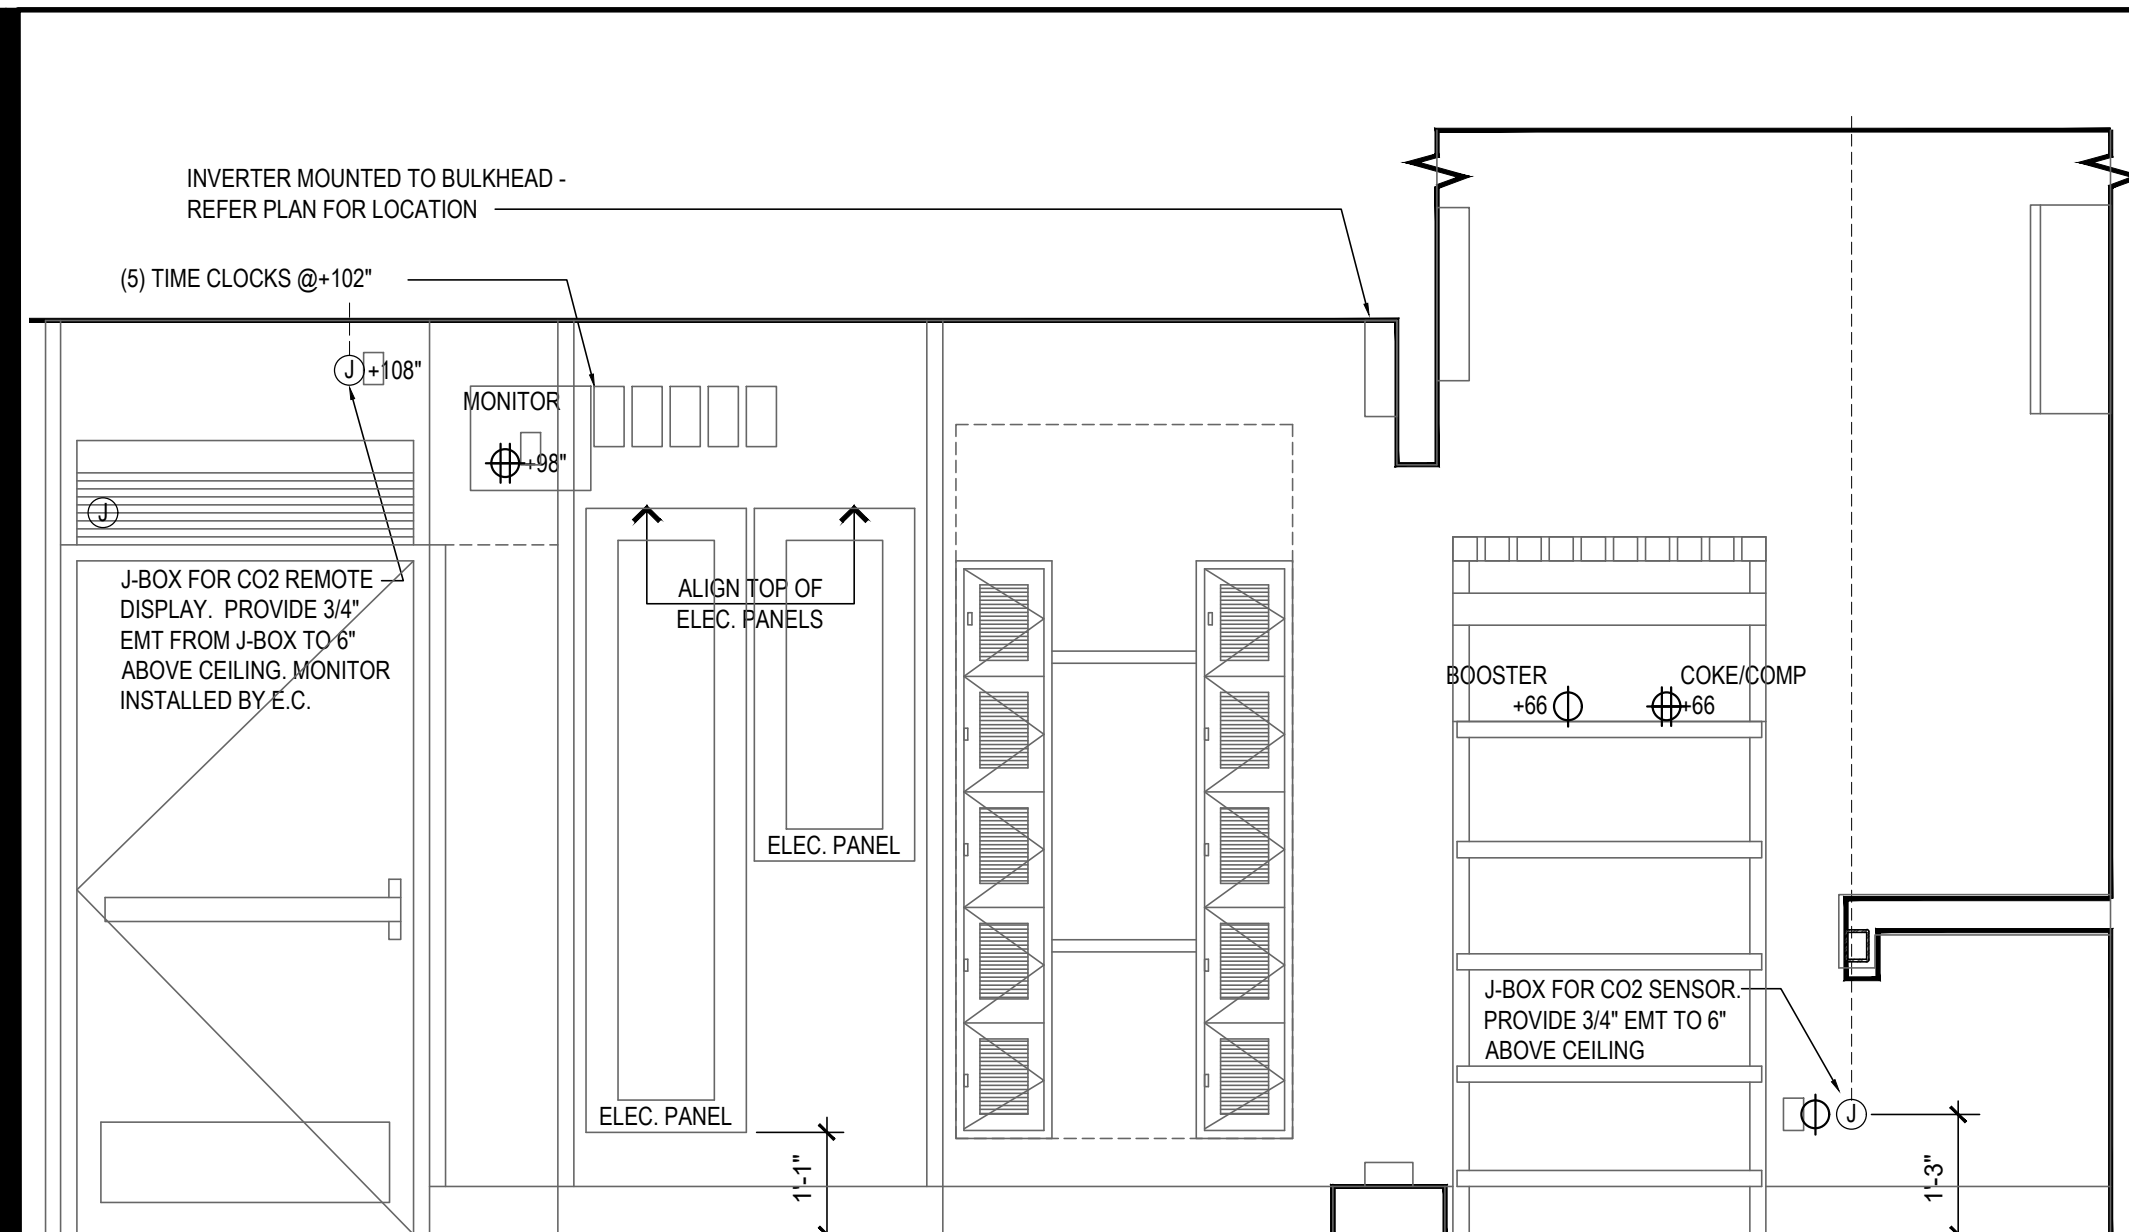 INVERTER MOUNTED TO BULKHEAD -
REFER PLAN FOR LOCATION
(5) TIME CLOCKS @+102"
J +108"
MONITOR
+98"
J
J-BOX FOR CO2 REMOTE
DISPLAY. PROVIDE 3/4"
EMT FROM J-BOX TO 6"
ABOVE CEILING. MONITOR
INSTALLED BY E.C.
ALIGN TOP OF
ELEC. PANELS
ELEC. PANEL
ELEC. PANEL
1'-1"
BOOSTER
+66
COKE/COMP
+66
J-BOX FOR CO2 SENSOR.
PROVIDE 3/4" EMT TO 6"
ABOVE CEILING
J
1'-3"